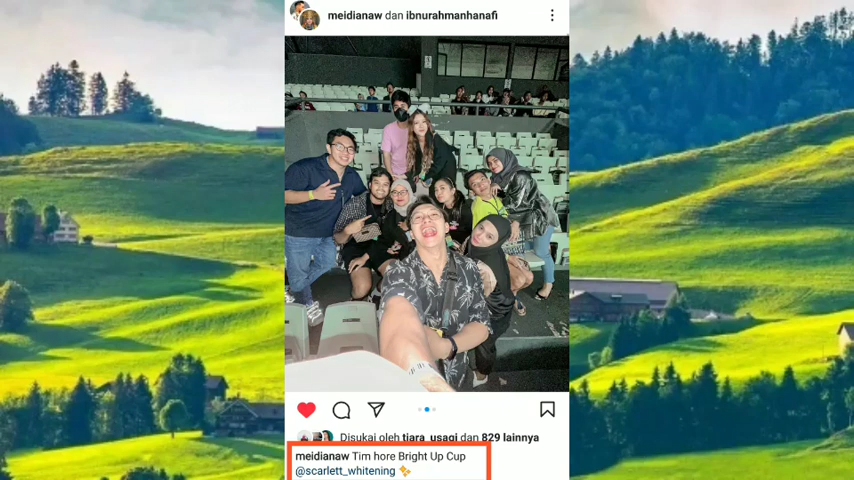 meidianaw dan ibnurahmanhanafi
Disukai oleh tiara_usagi dan 829 lainnya
meidianaw Tim hore Bright Up Cup
@scarlett_whitening ✨